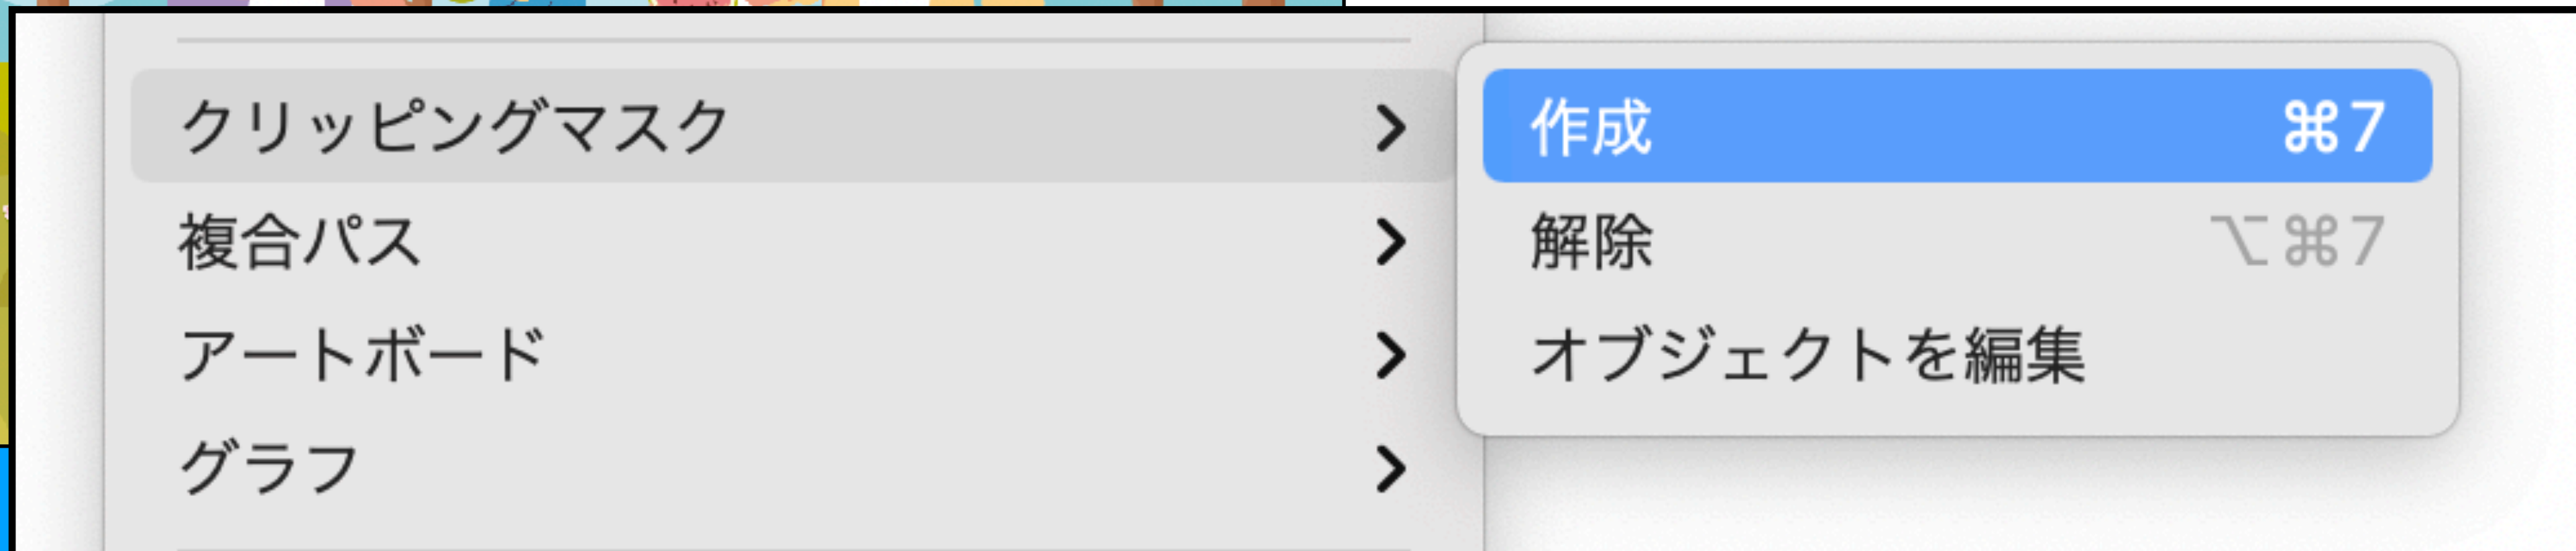 クリッピングマスク
作成 ⌘7
複合パス
解除 ⌥⌘7
アートボード
オブジェクトを編集
グラフ